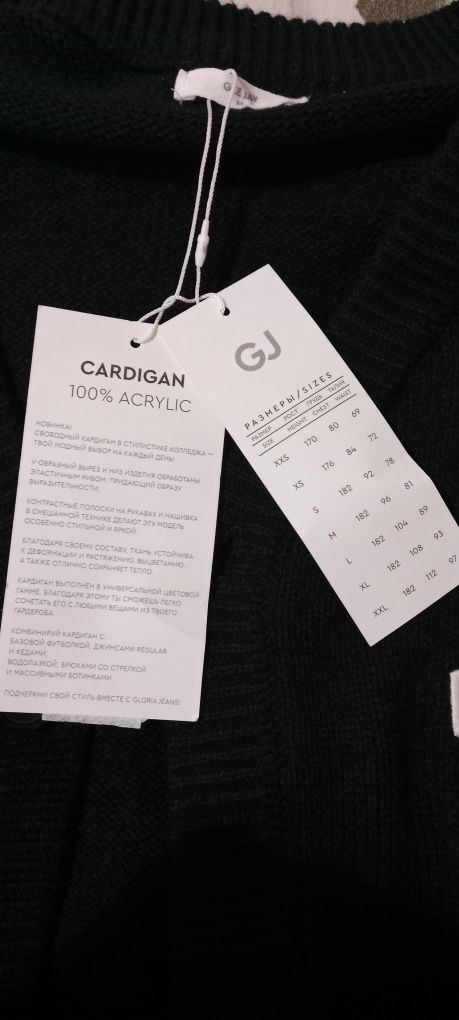 CARDIGAN
100% ACRYLIC
НОВИНКА!
СВОБОДНЫЙ КАРДИГАН В СТИЛИСТИКЕ КОЛЛЕДЖА —
ТВОЙ МОДНЫЙ ВЫБОР НА КАЖДЫЙ ДЕНЬ!
V-ОБРАЗНЫЙ ВЫРЕЗ И НИЗ ИЗДЕЛИЯ ОБРАБОТАНЫ
ЭЛАСТИЧНЫМ РИБОМ, ПРИДАЮЩИМ ОБРАЗУ
ВЫРАЗИТЕЛЬНОСТИ.
КОНТРАСТНЫЕ ПОЛОСКИ НА РУКАВАХ И НАШИВКА
В СМЕШАННОЙ ТЕХНИКЕ ДЕЛАЮТ ЭТУ МОДЕЛЬ
ОСОБЕННО СТИЛЬНОЙ И ЯРКОЙ.
БЛАГОДАРЯ СВОЕМУ СОСТАВУ, ТКАНЬ УСТОЙЧИВА
К ДЕФОРМАЦИИ И РАСТЯЖЕНИЮ, ВЫЦВЕТАНИЮ,
А ТАКЖЕ ОТЛИЧНО СОХРАНЯЕТ ТЕПЛО.
КАРДИГАН ВЫПОЛНЕН В УНИВЕРСАЛЬНОЙ ЦВЕТОВОЙ
ГАММЕ. БЛАГОДАРЯ ЭТОМУ ТЫ СМОЖЕШЬ ЛЕГКО
СОЧЕТАТЬ ЕГО С ЛЮБЫМИ ВЕЩАМИ ИЗ ТВОЕГО
ГАРДЕРОБА.
КОМБИНИРУЙ КАРДИГАН С:
БАЗОВОЙ ФУТБОЛКОЙ, ДЖИНСАМИ REGULAR
И КЕДАМИ;
ВОДОЛАЗКОЙ, БРЮКАМИ СО СТРЕЛКОЙ
И МАССИВНЫМИ БОТИНКАМИ.
ПОДЧЕРКНИ СВОЙ СТИЛЬ ВМЕСТЕ С GLORIA JEANS!
GJ
РАЗМЕРЫ/SIZES
РАЗМЕР РОСТ ГРУДЬ ТАЛИЯ
SIZE HEIGHT CHEST WAIST
XXS 170 80 69
XS 176 84 72
S 182 92 78
M 182 96 81
L 182 104 89
XL 182 108 93
XXL 182 112 97